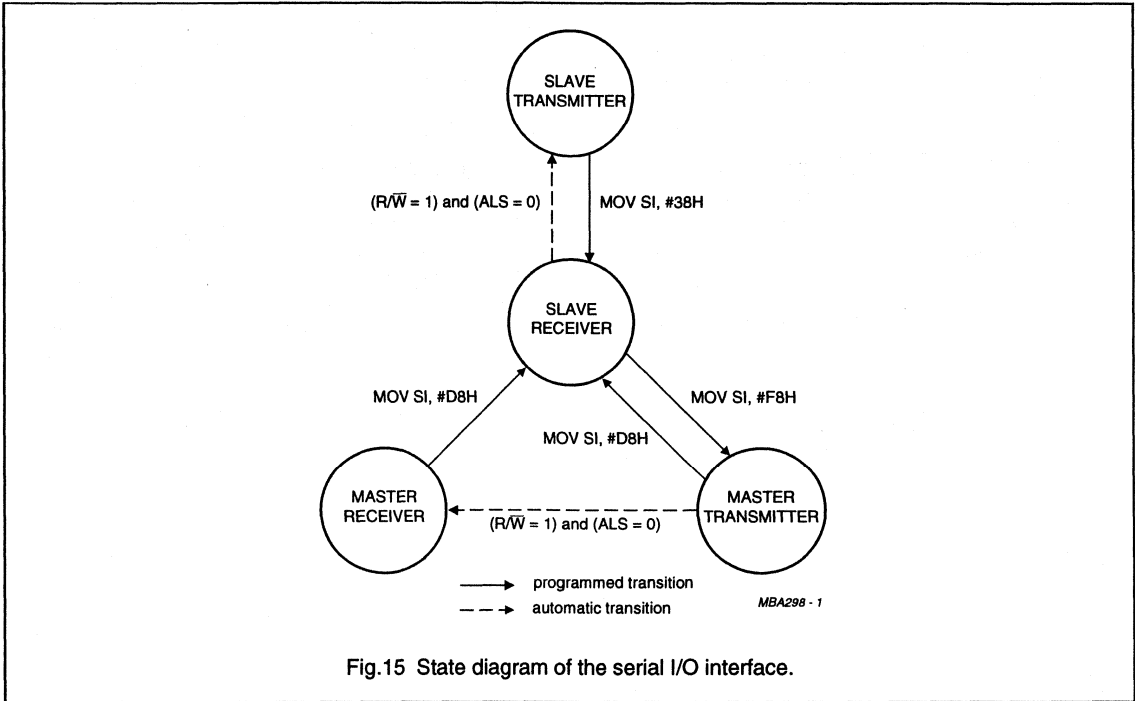 SLAVE
TRANSMITTER
(R/W̅ = 1) and (ALS = 0)
MOV SI, #38H
SLAVE
RECEIVER
MOV SI, #D8H
MOV SI, #F8H
MOV SI, #D8H
MASTER
RECEIVER
(R/W̅ = 1) and (ALS = 0)
MASTER
TRANSMITTER
programmed transition
automatic transition
MBA298 - 1
Fig.15 State diagram of the serial I/O interface.